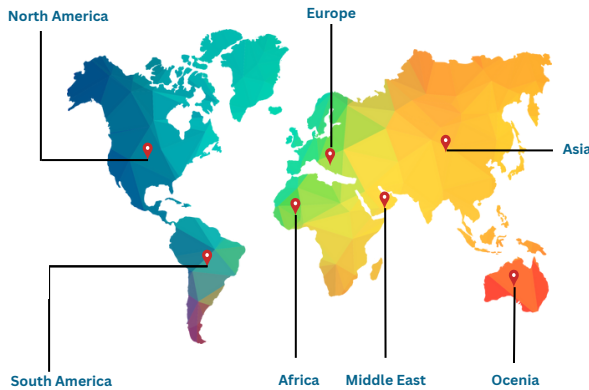 North America
Europe
Asia
South America
Africa
Middle East
Ocenia